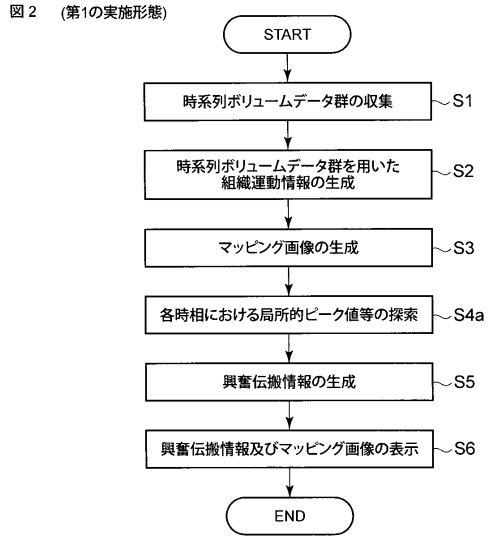 図2 (第1の実施形態)
START
時系列ボリュームデータ群の収集 S1
時系列ボリュームデータ群を用いた
組織運動情報の生成 S2
マッピング画像の生成 S3
各時相における局所的ピーク値等の探索 S4a
興奮伝搬情報の生成 S5
興奮伝搬情報及びマッピング画像の表示 S6
END